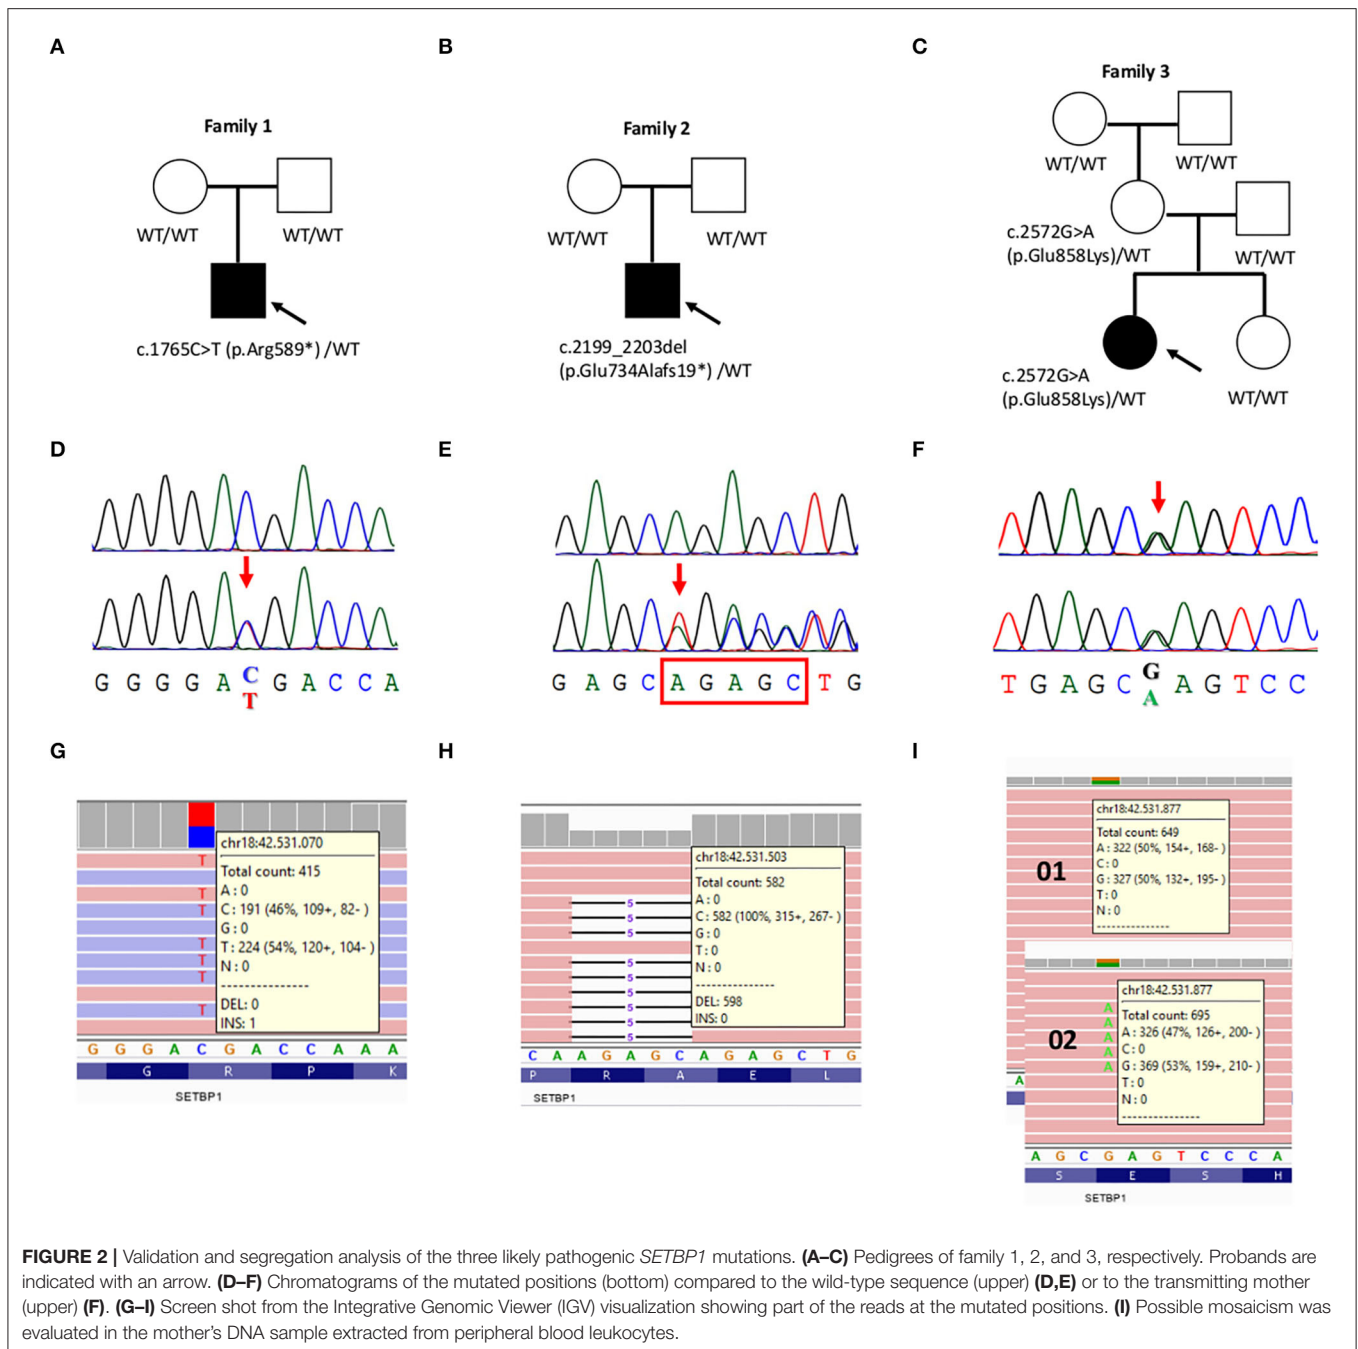 A
B
C
Family 1
Family 2
Family 3
WT/WT
WT/WT
WT/WT
WT/WT
WT/WT
WT/WT
c.2572G>A
(p.Glu858Lys)/WT
WT/WT
c.1765C>T (p.Arg589*) /WT
c.2199_2203del
(p.Glu734Alafs19*) /WT
c.2572G>A
(p.Glu858Lys)/WT
WT/WT
D
E
F
G G G G A C G A C C A
T
G A G C A G A G C T G
T G A G C G A G T C C
A
G
H
I
chr18:42.531.070
Total count: 415
A : 0
C : 191 (46%, 109+, 82- )
G : 0
T : 224 (54%, 120+, 104- )
N : 0
---------------
DEL: 0
INS: 1
T
T
T
T
T
T
T
G G G A C G A C C A A A
G R P K
SETBP1
chr18:42.531.503
Total count: 582
A : 0
C : 582 (100%, 315+, 267- )
G : 0
T : 0
N : 0
---------------
DEL: 598
INS: 0
5
5
5
5
5
5
5
5
5
C A A G A G C A G A G C T G
P R A E L
SETBP1
01
chr18:42.531.877
Total count: 649
A : 322 (50%, 154+, 168- )
C : 0
G : 327 (50%, 132+, 195- )
T : 0
N : 0
---------------
A
02
chr18:42.531.877
Total count: 695
A : 326 (47%, 126+, 200- )
C : 0
G : 369 (53%, 159+, 210- )
T : 0
N : 0
---------------
A
A
A
A
A
A G C G A G T C C C A
S E S H
SETBP1
FIGURE 2 | Validation and segregation analysis of the three likely pathogenic SETBP1 mutations. (A–C) Pedigrees of family 1, 2, and 3, respectively. Probands are
indicated with an arrow. (D–F) Chromatograms of the mutated positions (bottom) compared to the wild-type sequence (upper) (D,E) or to the transmitting mother
(upper) (F). (G–I) Screen shot from the Integrative Genomic Viewer (IGV) visualization showing part of the reads at the mutated positions. (I) Possible mosaicism was
evaluated in the mother's DNA sample extracted from peripheral blood leukocytes.